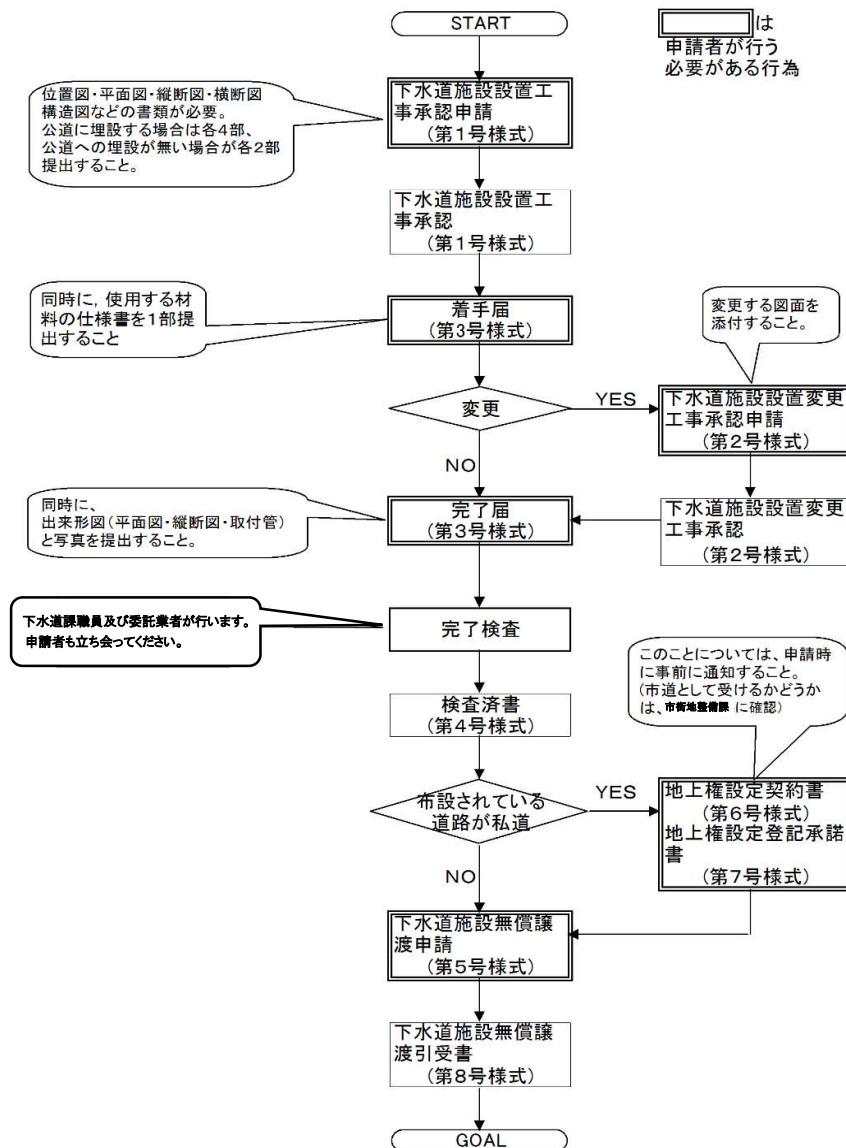 START
は
申請者が行う
必要がある行為
位置図・平面図・縦断図・横断図
構造図などの書類が必要。
公道に埋設する場合は各4部、
公道への埋設が無い場合が各2部
提出すること。
下水道施設設置工
事承認申請
(第1号様式)
下水道施設設置工
事承認
(第1号様式)
同時に，使用する材
料の仕様書を1部提
出すること
着手届
(第3号様式)
変更する図面を
添付すること。
変更
YES
下水道施設設置変更
工事承認申請
(第2号様式)
NO
同時に、
出来形図(平面図・縦断図・取付管)
と写真を提出すること。
完了届
(第3号様式)
下水道施設設置変更
工事承認
(第2号様式)
下水道課職員及び委託業者が行います。
申請者も立ち会ってください。
完了検査
このことについては、申請時
に事前に通知すること。
(市道として受けるかどうか
は、市街地整備課 に確認)
検査済書
(第4号様式)
布設されている
道路が私道
YES
地上権設定契約書
(第6号様式)
地上権設定登記承諾
書
(第7号様式)
NO
下水道施設無償譲
渡申請
(第5号様式)
下水道施設無償譲
渡引受書
(第8号様式)
GOAL